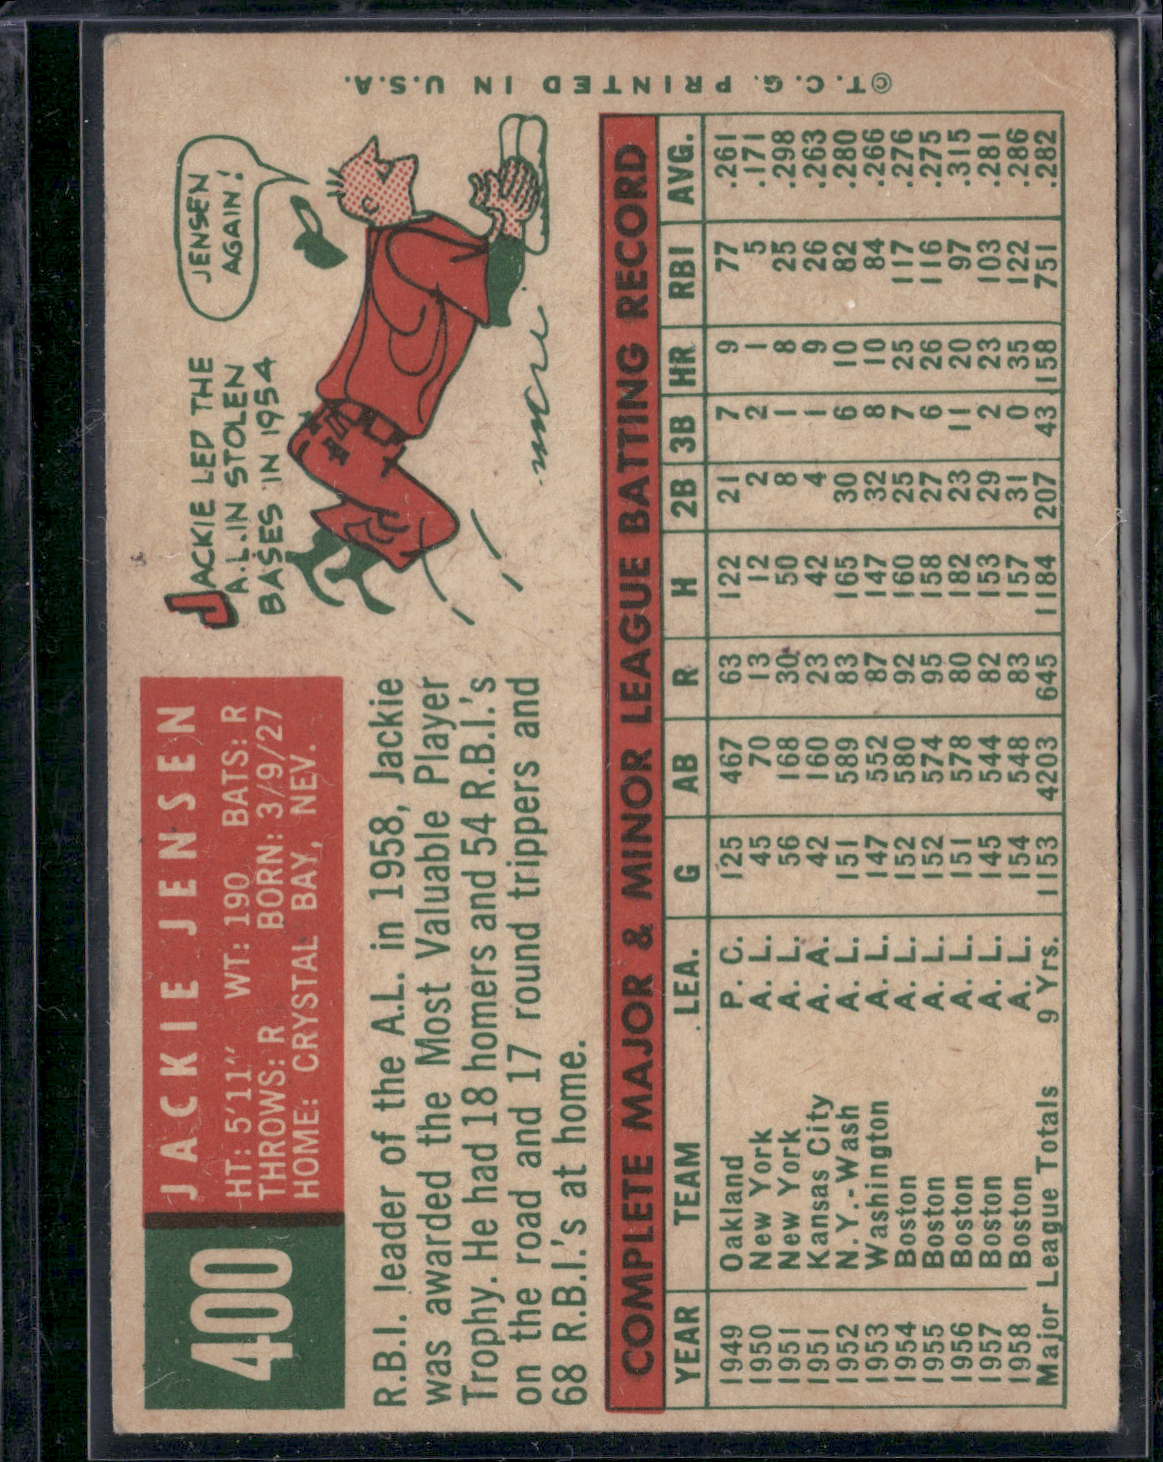 400
JACKIE JENSEN
HT: 5'11" WT: 190 BATS: R
THROWS: R BORN: 3/9/27
HOME: CRYSTAL BAY, NEV.
R.B.I. leader of the A.L. in 1958, Jackie
was awarded the Most Valuable Player
Trophy. He had 18 homers and 54 R.B.I.'s
on the road and 17 round trippers and
68 R.B.I.'s at home.
JACKIE LED THE
A.L. IN STOLEN
BASES IN 1954
JENSEN
AGAIN!
COMPLETE MAJOR & MINOR LEAGUE BATTING RECORD
YEAR TEAM LEA. G AB R H 2B 3B HR RBI AVG.
1949 Oakland P. C. 125 467 63 122 21 7 9 77 .261
1950 New York A. L. 45 70 13 12 2 2 1 5 .171
1951 New York A. L. 56 168 30 50 8 1 8 25 .298
1951 Kansas City A. A. 42 160 23 42 4 1 9 26 .263
1952 N.Y.-Wash A. L. 151 589 83 165 30 6 10 82 .280
1953 Washington A. L. 147 552 87 147 32 8 10 84 .266
1954 Boston A. L. 152 580 92 160 25 7 25 117 .276
1955 Boston A. L. 152 574 95 158 27 6 26 116 .275
1956 Boston A. L. 151 578 80 182 23 11 20 97 .315
1957 Boston A. L. 145 544 82 153 29 2 23 103 .281
1958 Boston A. L. 154 548 83 157 31 0 35 122 .286
Major League Totals 9 Yrs. 1153 4203 645 1184 207 43 158 751 .282
©T.C.G. PRINTED IN U.S.A.